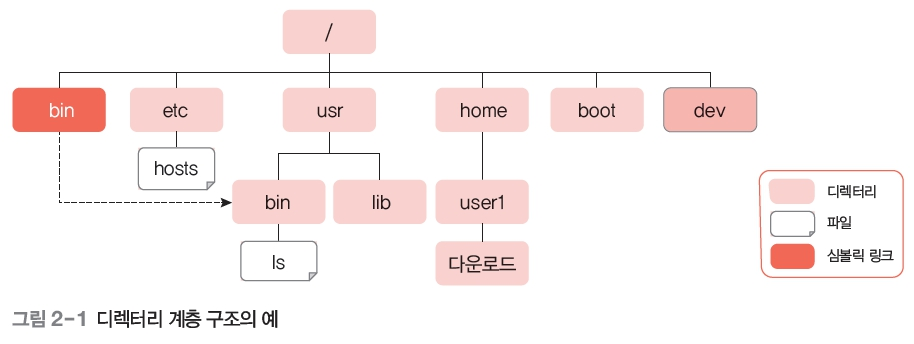 /
bin
etc
usr
home
boot
dev
hosts
bin
lib
user1
ls
다운로드
디렉터리
파일
심볼릭 링크
그림 2-1 디렉터리 계층 구조의 예